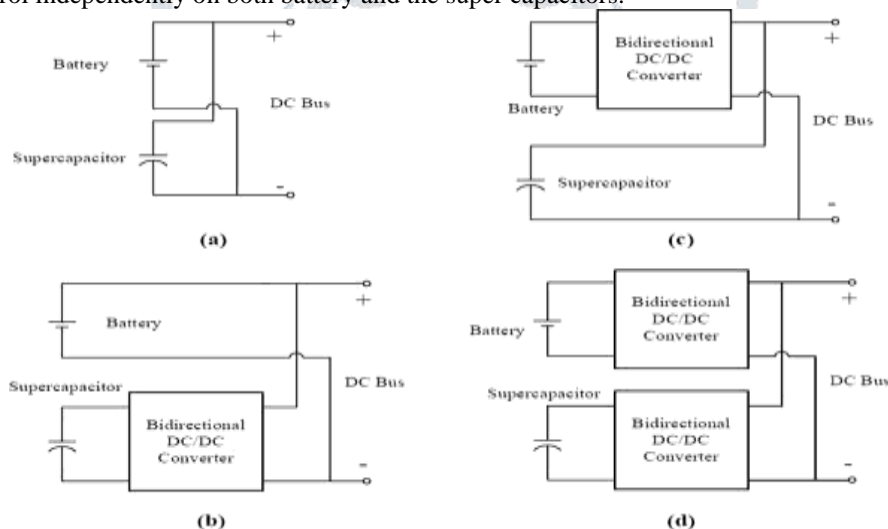 rol independently on both battery and the super capacitors.
Battery
+
DC Bus
Supercapacitor
-
(a)
Bidirectional
DC/DC
Converter
+
Battery
DC Bus
Supercapacitor
-
(c)
+
Battery
DC Bus
Supercapacitor
Bidirectional
DC/DC
Converter
-
(b)
Bidirectional
DC/DC
Converter
+
Battery
DC Bus
Supercapacitor
Bidirectional
DC/DC
Converter
-
(d)